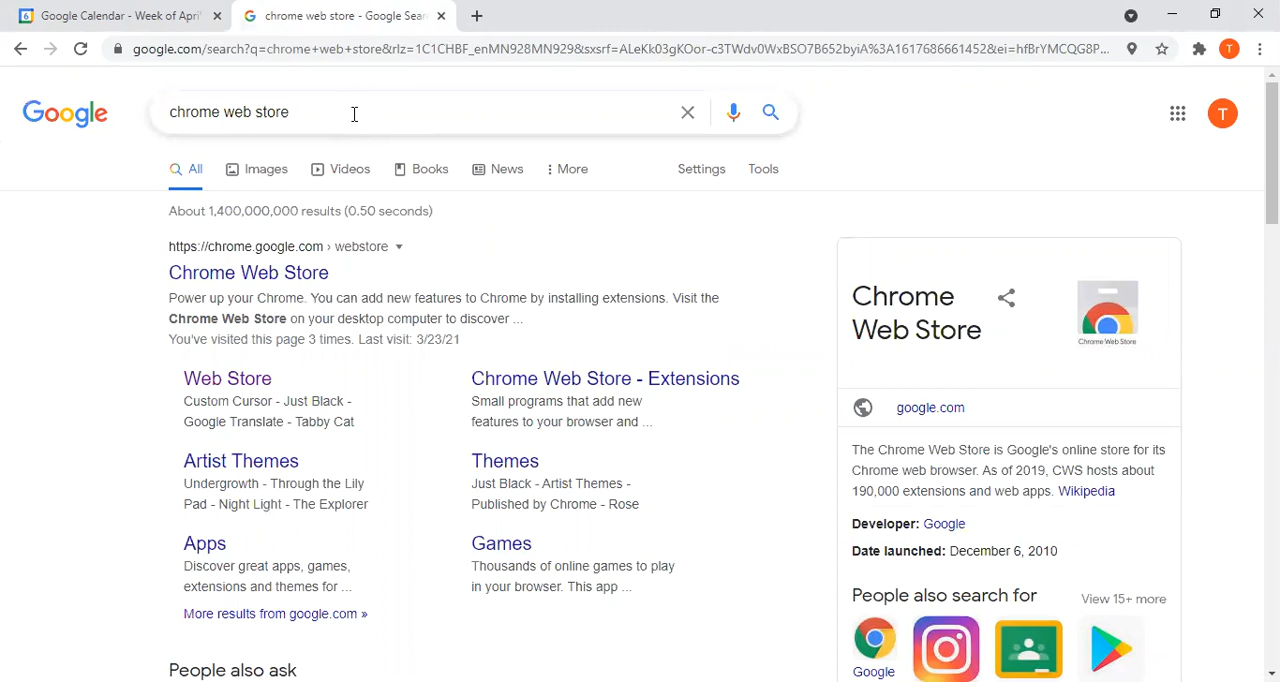 Google Calendar - Week of April
chrome web store - Google Sear
google.com/search?q=chrome+web+store&rlz=1C1CHBF_enMN928MN929&sxsrf=ALeKk03gKOor-c3TWdv0WxBSO7B652byiA%3A1617686661452&ei=hfBrYMCQG8P...
T
Google
chrome web store
T
All
Images
Videos
Books
News
More
Settings
Tools
About 1,400,000,000 results (0.50 seconds)
https://chrome.google.com › webstore
Chrome Web Store
Power up your Chrome. You can add new features to Chrome by installing extensions. Visit the
Chrome Web Store on your desktop computer to discover ...
You've visited this page 3 times. Last visit: 3/23/21
Web Store
Custom Cursor - Just Black -
Google Translate - Tabby Cat
Chrome Web Store - Extensions
Small programs that add new
features to your browser and ...
Artist Themes
Undergrowth - Through the Lily
Pad - Night Light - The Explorer
Themes
Just Black - Artist Themes -
Published by Chrome - Rose
Apps
Discover great apps, games,
extensions and themes for ...
Games
Thousands of online games to play
in your browser. This app ...
More results from google.com »
People also ask
Chrome
Web Store
Chrome Web Store
google.com
The Chrome Web Store is Google's online store for its
Chrome web browser. As of 2019, CWS hosts about
190,000 extensions and web apps. Wikipedia
Developer: Google
Date launched: December 6, 2010
People also search for
View 15+ more
Google